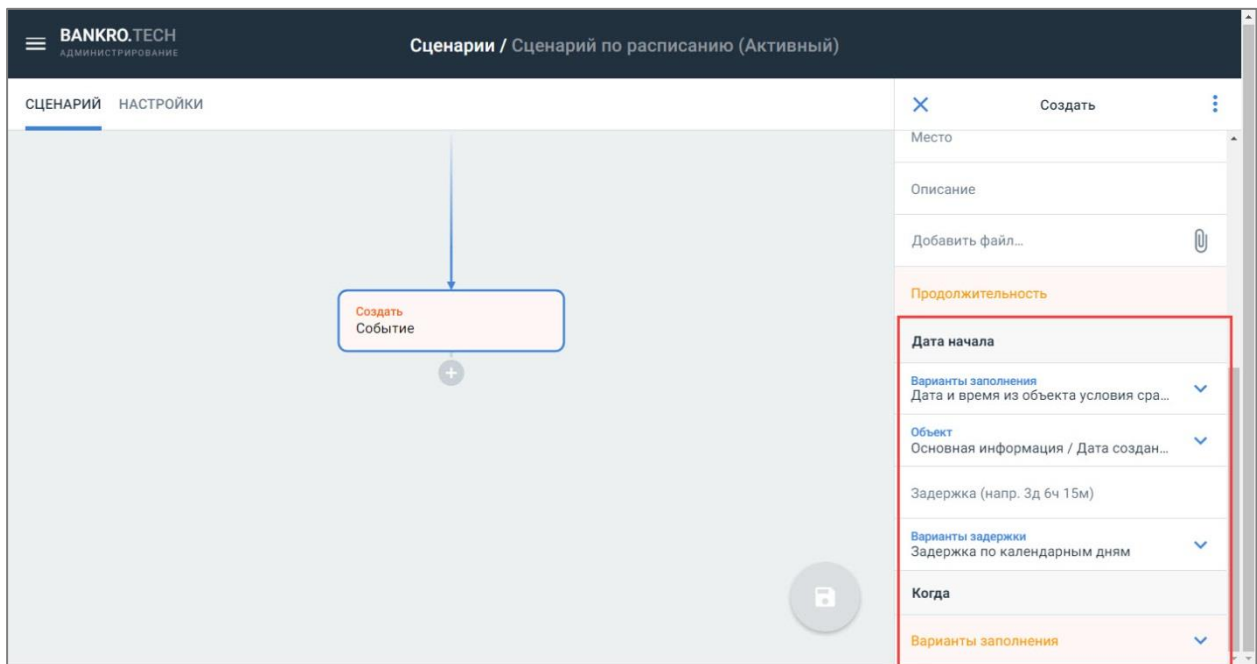 BANKRO.TECH
АДМИНИСТРИРОВАНИЕ
Сценарии / Сценарий по расписанию (Активный)
СЦЕНАРИЙ НАСТРОЙКИ
Создать
Место
Описание
Добавить файл...
Продолжительность
Создать
Событие
Дата начала
Варианты заполнения
Дата и время из объекта условия сра...
Объект
Основная информация / Дата создан...
Задержка (напр. 3д 6ч 15м)
Варианты задержки
Задержка по календарным дням
Когда
Варианты заполнения